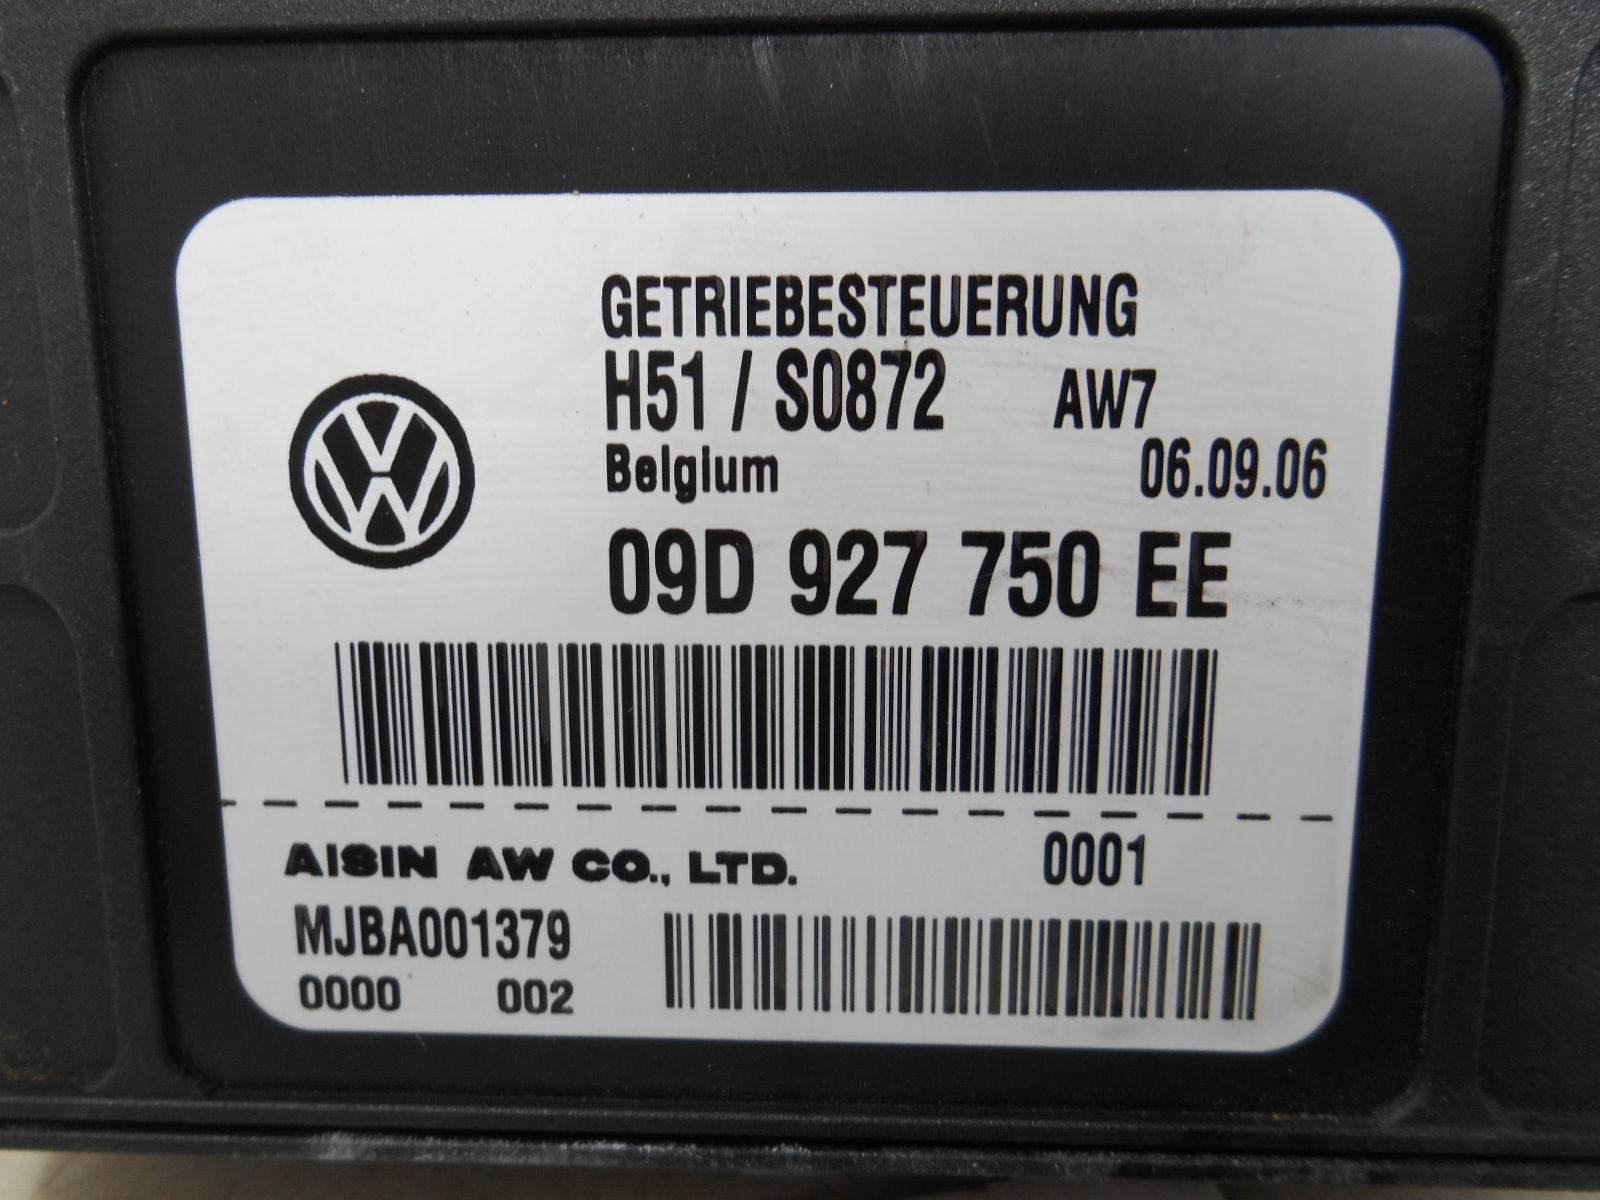 GETRIEBESTEUERUNG
H51 / S0872 AW7
Belgium 06.09.06
09D 927 750 EE
AISIN AW CO., LTD. 0001
MJBA001379
0000 002